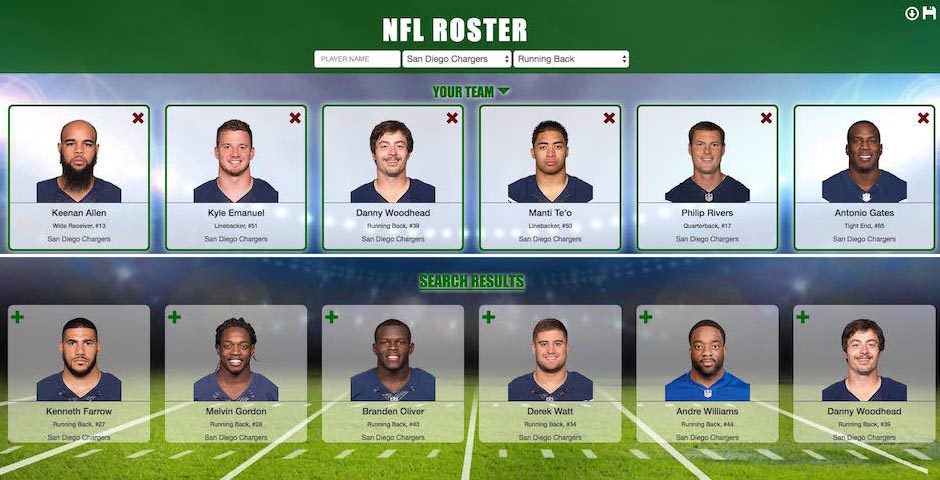 NFL ROSTER
PLAYER NAME San Diego Chargers Running Back
YOUR TEAM
Keenan Allen Kyle Emanuel Danny Woodhead Manti Te'o Philip Rivers Antonio Gates
Wide Receiver, #13 Linebacker, #51 Running Back, #39 Linebacker, #50 Quarterback, #17 Tight End, #85
San Diego Chargers San Diego Chargers San Diego Chargers San Diego Chargers San Diego Chargers San Diego Chargers
SEARCH RESULTS
Kenneth Farrow Melvin Gordon Branden Oliver Derek Watt Andre Williams Danny Woodhead
Running Back, #27 Running Back, #28 Running Back, #43 Running Back, #34 Running Back, #44 Running Back, #39
San Diego Chargers San Diego Chargers San Diego Chargers San Diego Chargers San Diego Chargers San Diego Chargers